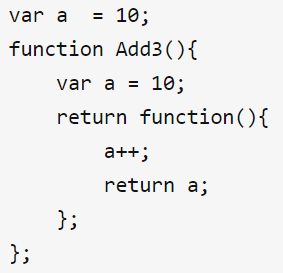 var a  = 10;
function Add3(){
    var a = 10;
    return function(){
        a++;
        return a;
    };
};